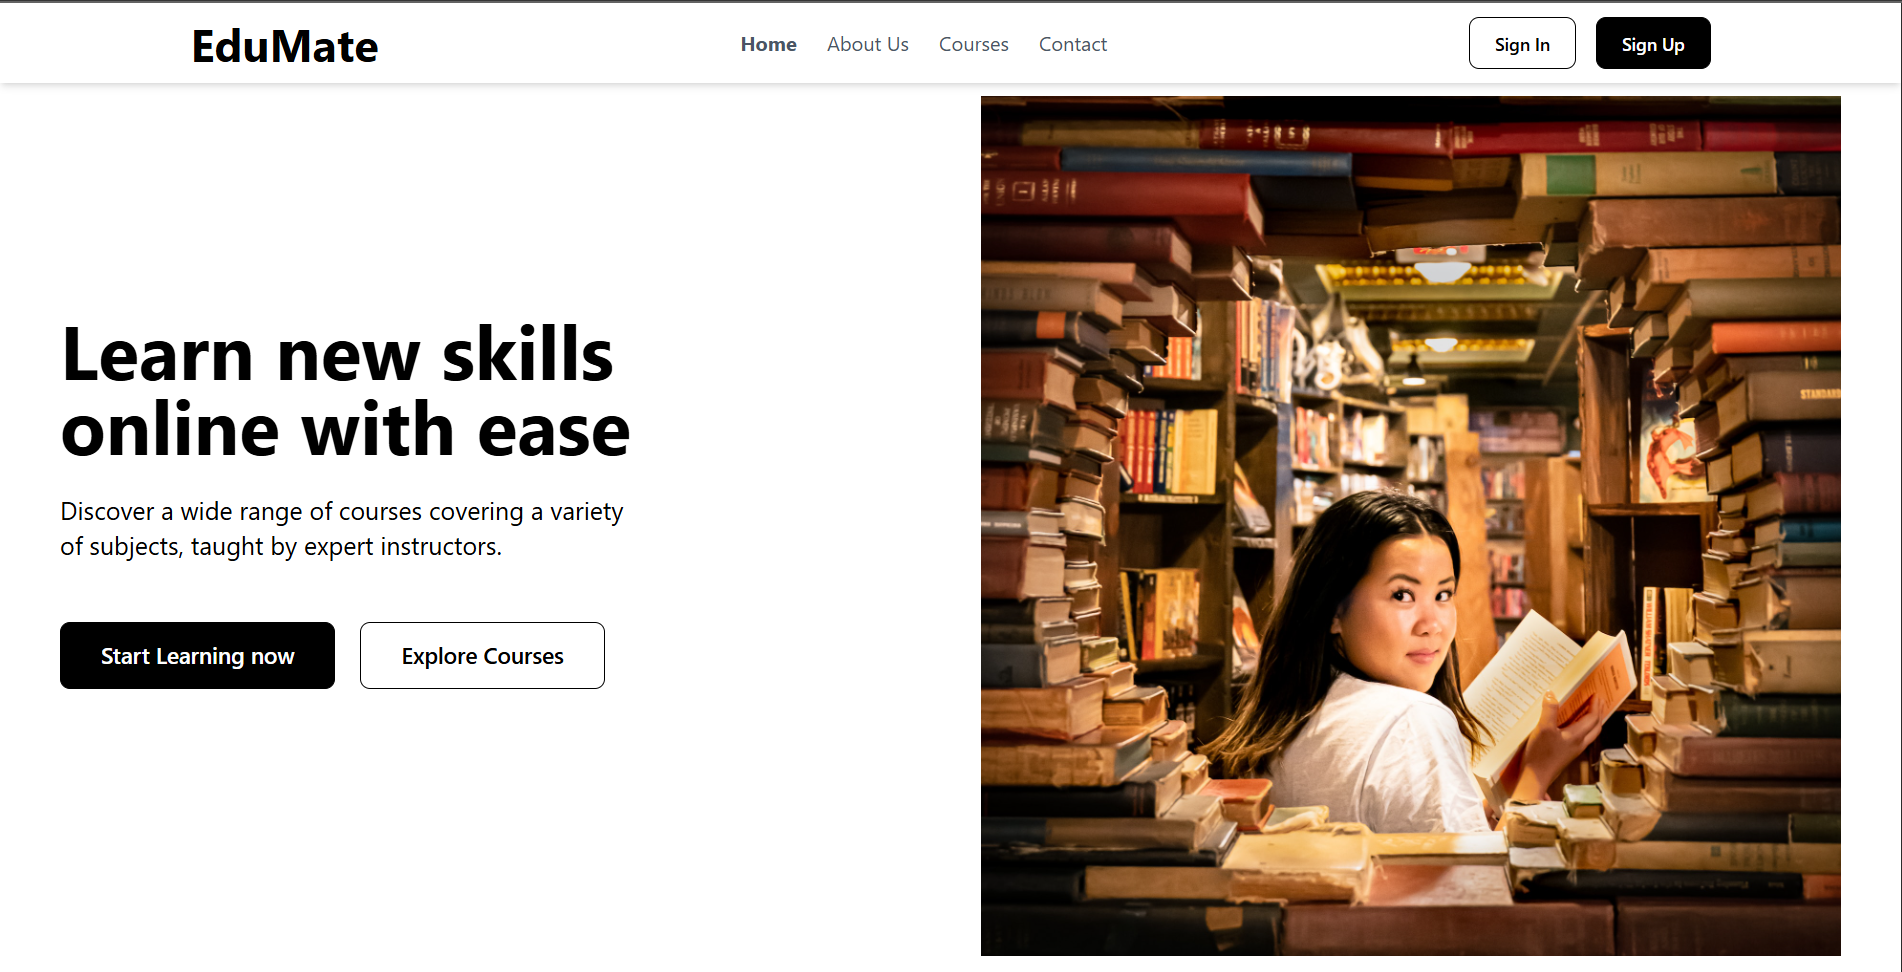 EduMate
Home
About Us
Courses
Contact
Sign In
Sign Up
Learn new skills
online with ease
Discover a wide range of courses covering a variety
of subjects, taught by expert instructors.
Start Learning now
Explore Courses
STANDARD